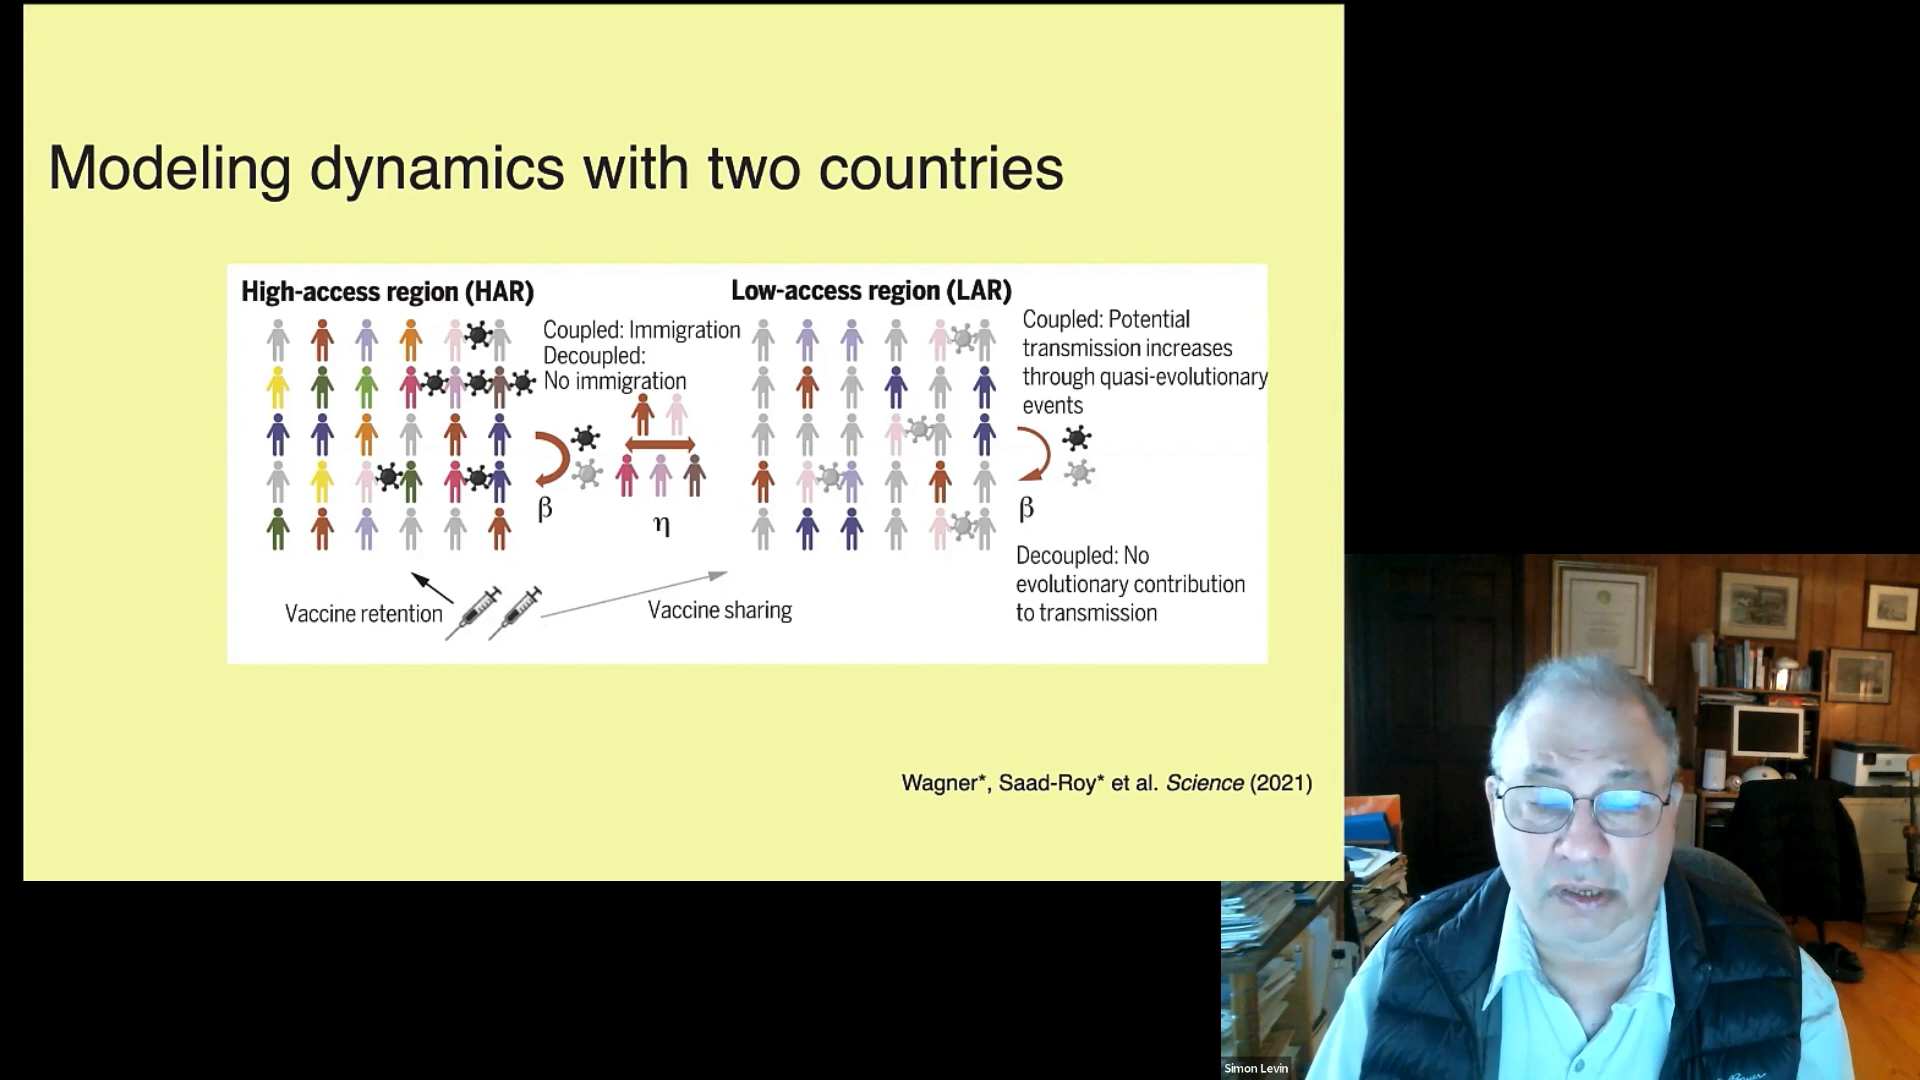 Modeling dynamics with two countries
High-access region (HAR)
Coupled: Immigration
Decoupled:
No immigration
β
η
Vaccine retention
Vaccine sharing
Low-access region (LAR)
Coupled: Potential
transmission increases
through quasi-evolutionary
events
β
Decoupled: No
evolutionary contribution
to transmission
Wagner*, Saad-Roy* et al. Science (2021)
Simon Levin